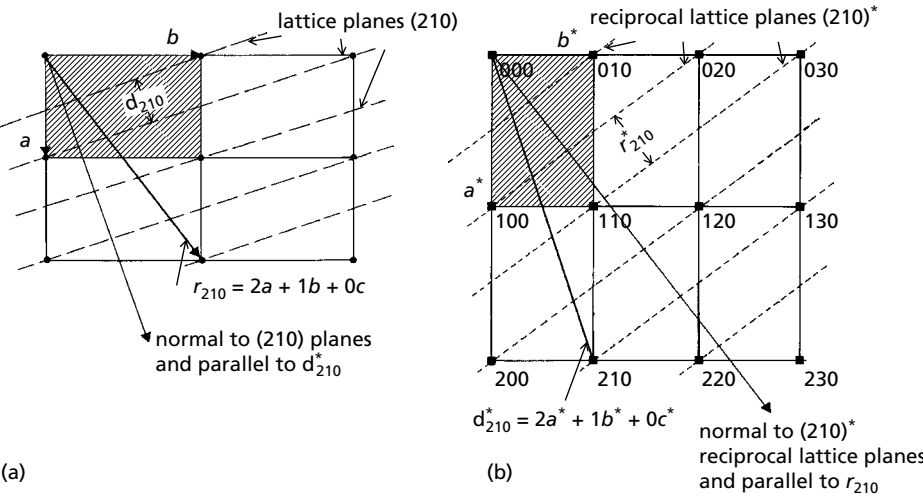 lattice planes (210)
b
d210
a
r210 = 2a + 1b + 0c
normal to (210) planes
and parallel to d*210
(a)
reciprocal lattice planes (210)*
b*
000
010
020
030
r*210
a*
100
110
120
130
200
210
220
230
d*210 = 2a* + 1b* + 0c*
normal to (210)*
reciprocal lattice planes
and parallel to r210
(b)